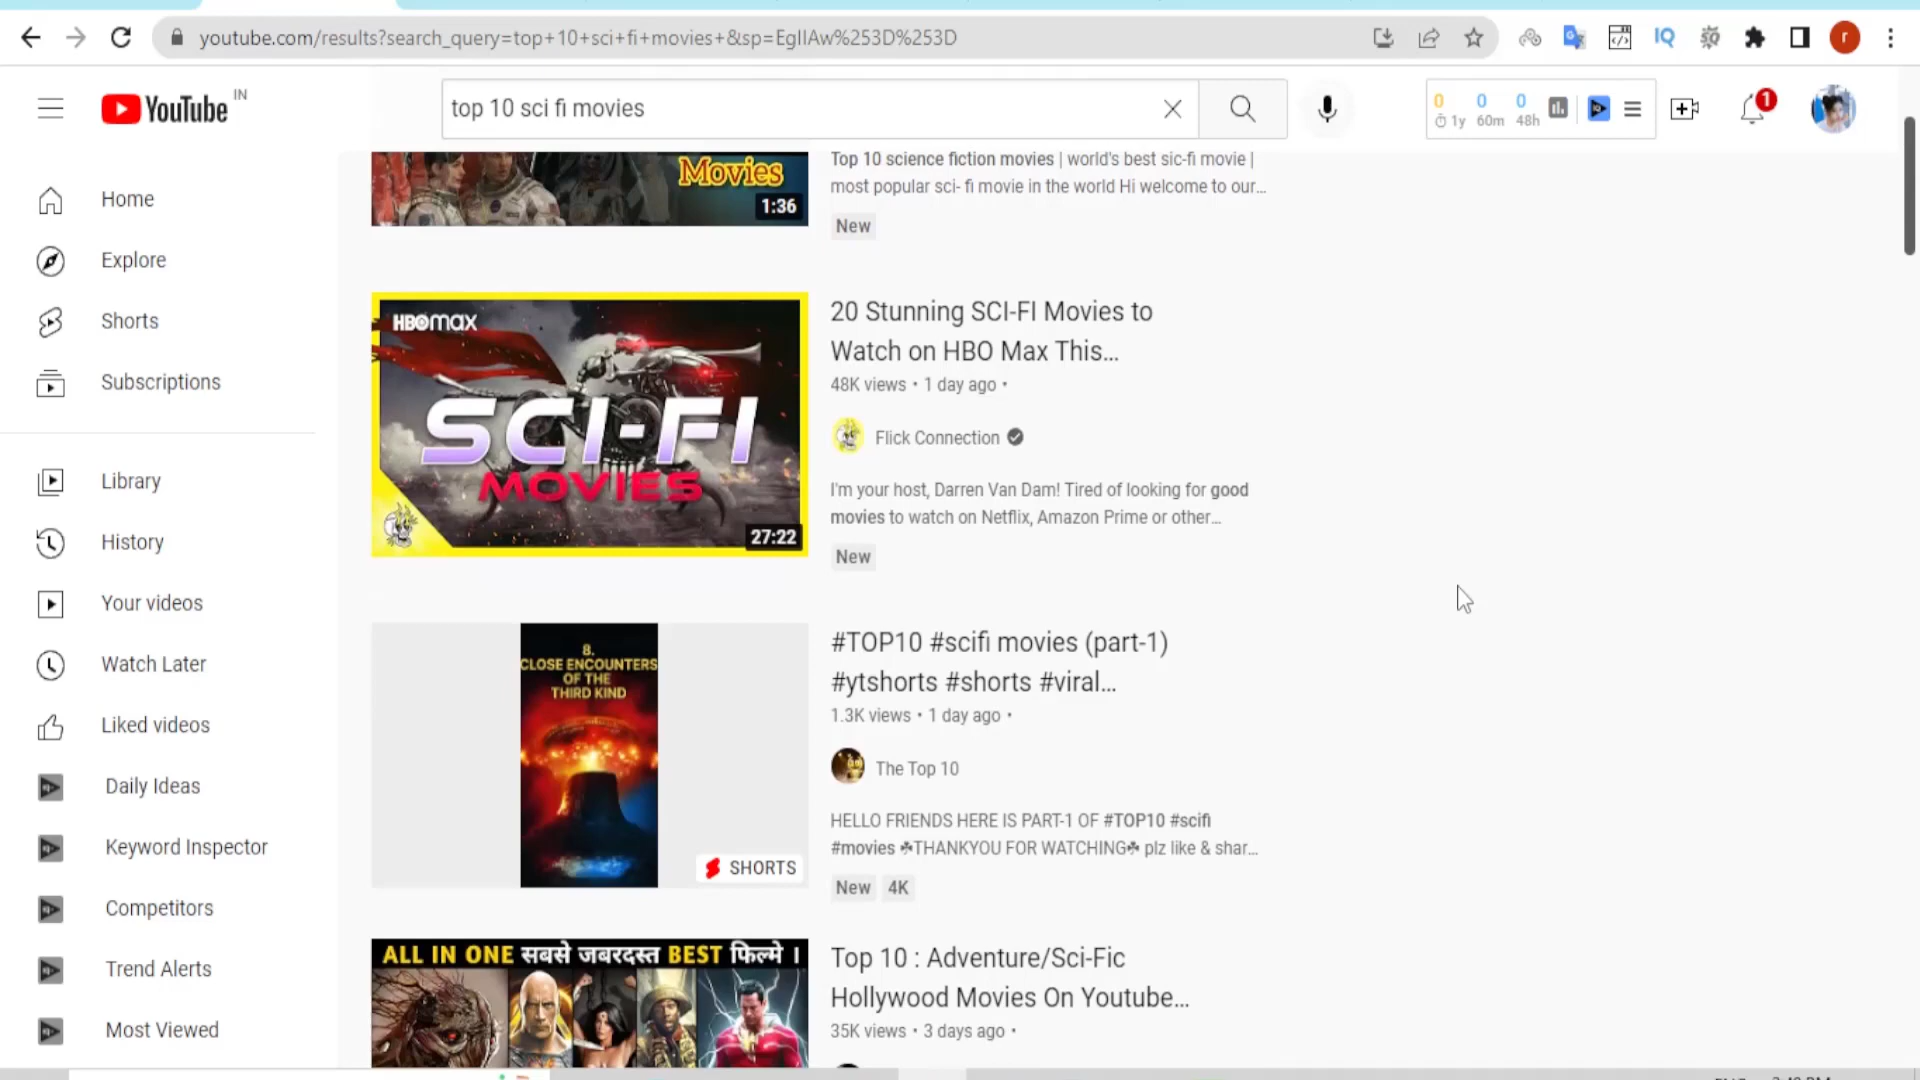 youtube.com/results?search_query=top+10+sci+fi+movies+&sp=EgIIAw%253D%253D
IQ
r
YouTube IN
top 10 sci fi movies
0 0 0
1y 60m 48h
1
Home
Explore
Shorts
Subscriptions
Library
History
Your videos
Watch Later
Liked videos
Daily Ideas
Keyword Inspector
Competitors
Trend Alerts
Most Viewed
Movies
1:36
Top 10 science fiction movies | world's best sic-fi movie |
most popular sci- fi movie in the world Hi welcome to our...
New
HBOmax
SCI-FI
MOVIES
27:22
20 Stunning SCI-FI Movies to
Watch on HBO Max This...
48K views • 1 day ago •
Flick Connection
I'm your host, Darren Van Dam! Tired of looking for good
movies to watch on Netflix, Amazon Prime or other...
New
8.
CLOSE ENCOUNTERS
OF THE
THIRD KIND
SHORTS
#TOP10 #scifi movies (part-1)
#ytshorts #shorts #viral...
1.3K views • 1 day ago •
The Top 10
HELLO FRIENDS HERE IS PART-1 OF #TOP10 #scifi
#movies ☘THANKYOU FOR WATCHING☘ plz like & shar...
New 4K
ALL IN ONE सबसे जबरदस्त BEST फिल्मे ।
Top 10 : Adventure/Sci-Fic
Hollywood Movies On Youtube...
35K views • 3 days ago •